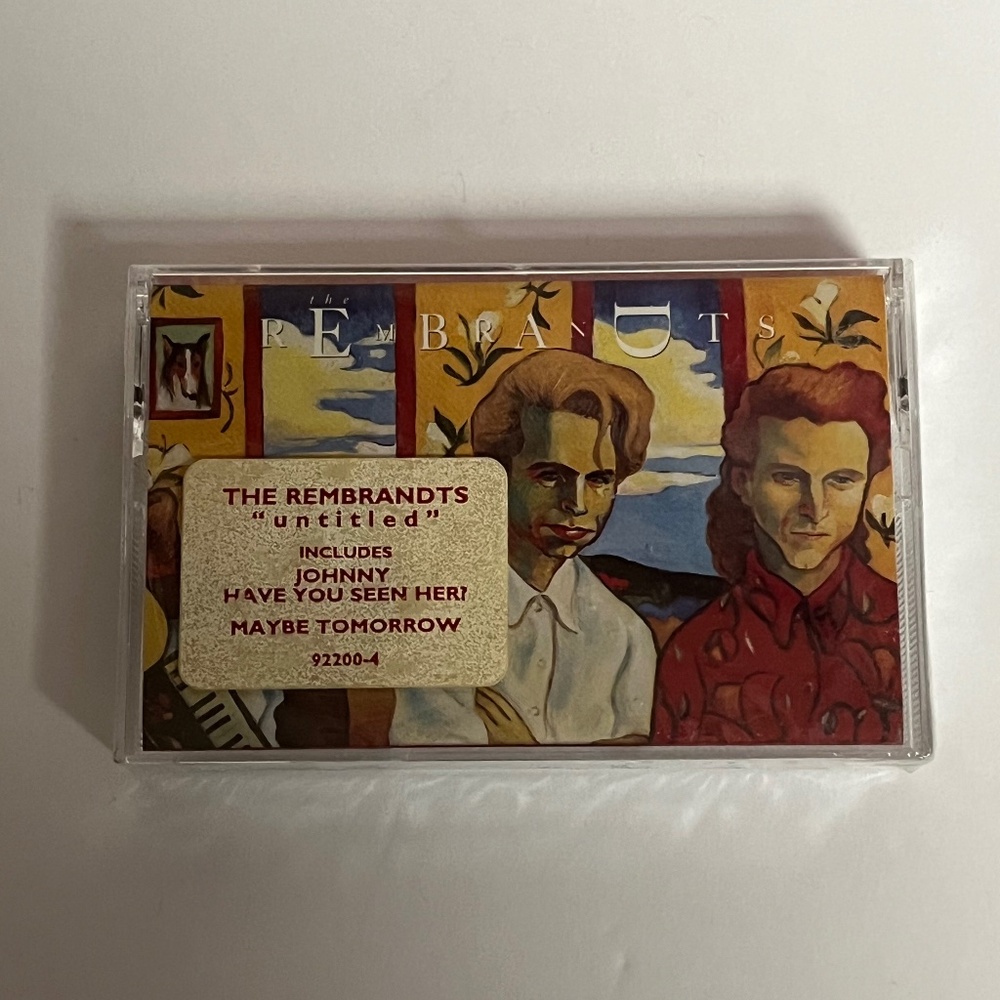 the
REMBRANDTS
THE REMBRANDTS
"untitled"
INCLUDES
JOHNNY
HAVE YOU SEEN HER?
MAYBE TOMORROW
92200-4